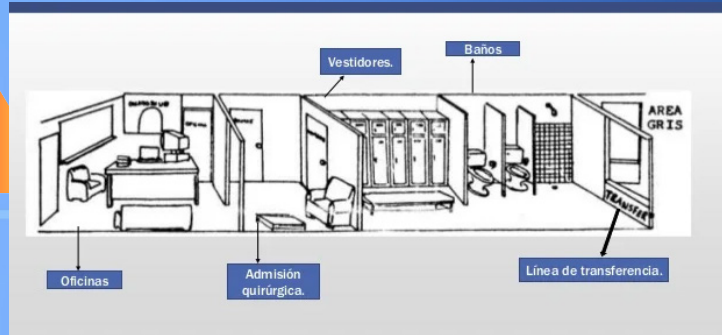 Baños
Vestidores.
AREA
GRIS
TRANSFER
Oficinas
Admisión
quirúrgica.
Línea de transferencia.